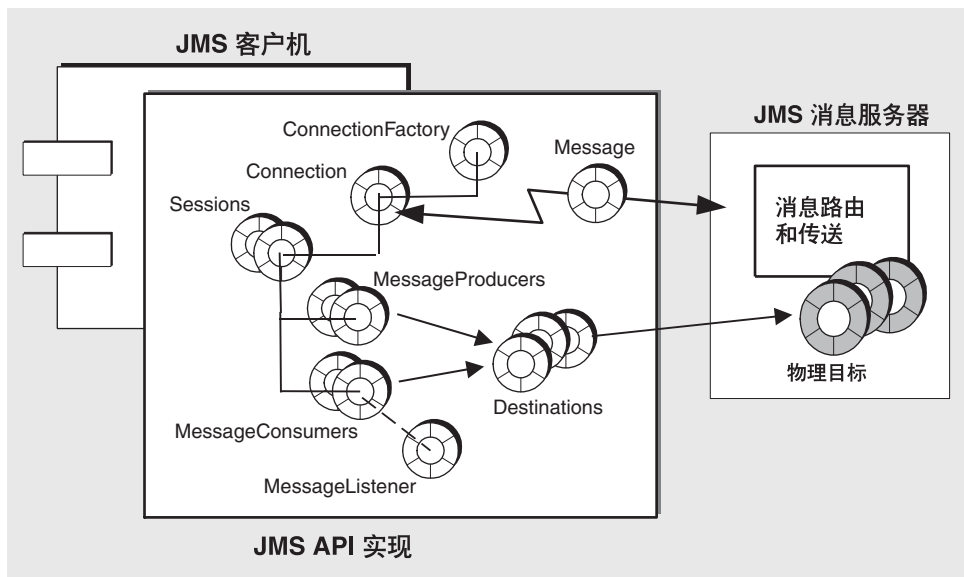 JMS 客户机
ConnectionFactory
Message
JMS 消息服务器
Connection
Sessions
消息路由
和传送
MessageProducers
物理目标
Destinations
MessageConsumers
MessageListener
JMS API 实现